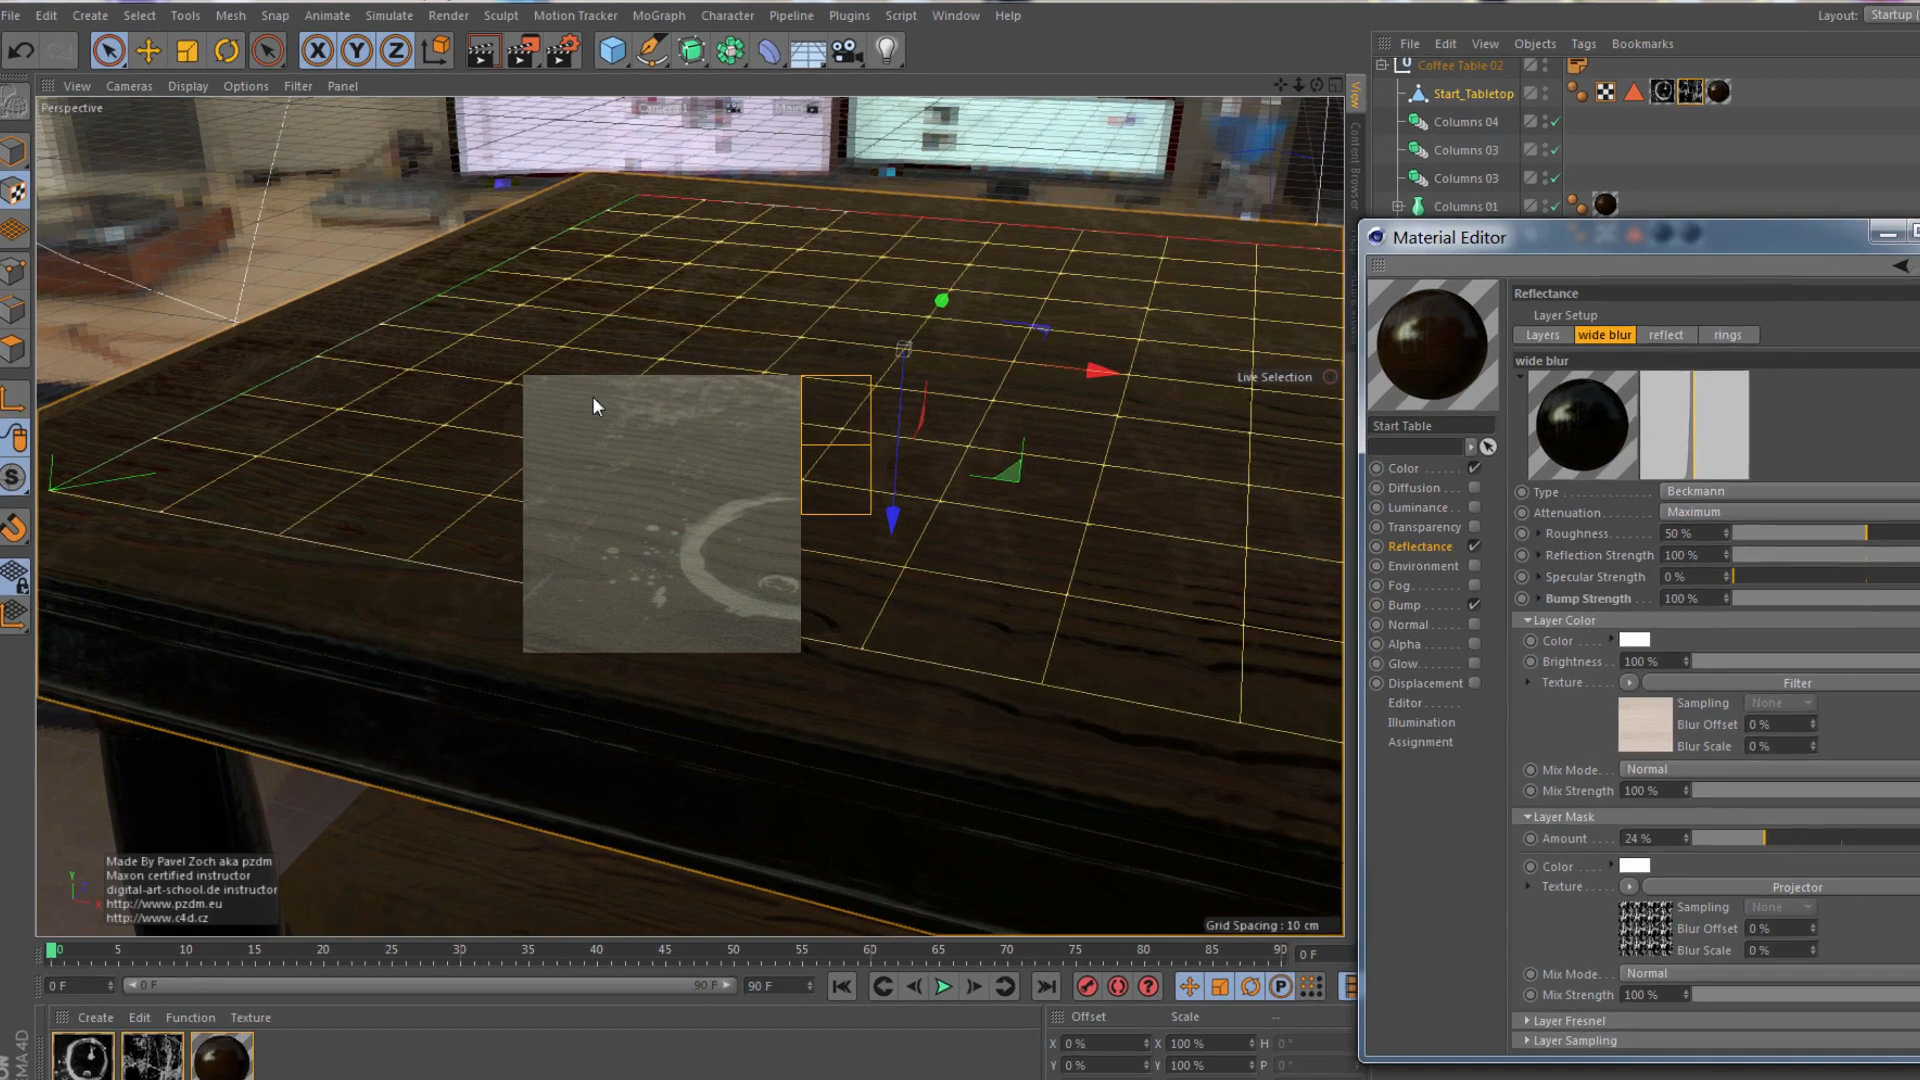 File Edit Create Select Tools Mesh Snap Animate Simulate Render Sculpt Motion Tracker MoGraph Character Pipeline Plugins Script Window Help
Layout: Startup
View Cameras Display Options Filter Panel
Perspective
File Edit View Objects Tags Bookmarks
Coffee Table 02
Start_Tabletop
Columns 04
Columns 03
Columns 03
Columns 01
View
Content Browser
Live Selection
Material Editor
Start Table
Color
Diffusion
Luminance
Transparency
Reflectance
Environment
Fog
Bump
Normal
Alpha
Glow
Displacement
Editor
Illumination
Assignment
Reflectance
Layer Setup
Layers wide blur reflect rings
wide blur
Type Beckmann
Attenuation Maximum
Roughness 50 %
Reflection Strength 100 %
Specular Strength 0 %
Bump Strength 100 %
Layer Color
Color
Brightness 100 %
Texture Filter
Sampling None
Blur Offset 0 %
Blur Scale 0 %
Mix Mode Normal
Mix Strength 100 %
Layer Mask
Amount 24 %
Color
Texture Projector
Sampling None
Blur Offset 0 %
Blur Scale 0 %
Mix Mode Normal
Mix Strength 100 %
Layer Fresnel
Layer Sampling
Made By Pavel Zoch aka pzdm
Maxon certified instructor
digital-art-school.de instructor
http://www.pzdm.eu
http://www.c4d.cz
Grid Spacing : 10 cm
0 5 10 15 20 25 30 35 40 45 50 55 60 65 70 75 80 85 90 0 F
0 F 0 F 90 F 90 F
Create Edit Function Texture
Offset Scale --
X 0 % X 100 % H 0 °
Y 0 % Y 100 % P 0 °